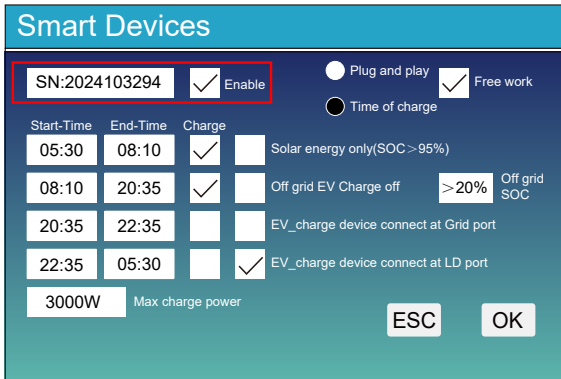 Smart Devices
SN:2024103294 Enable
Plug and play
Free work
Time of charge
Start-Time End-Time Charge
05:30 08:10 Solar energy only(SOC>95%)
08:10 20:35 Off grid EV Charge off >20% Off grid SOC
20:35 22:35 EV_charge device connect at Grid port
22:35 05:30 EV_charge device connect at LD port
3000W Max charge power
ESC OK